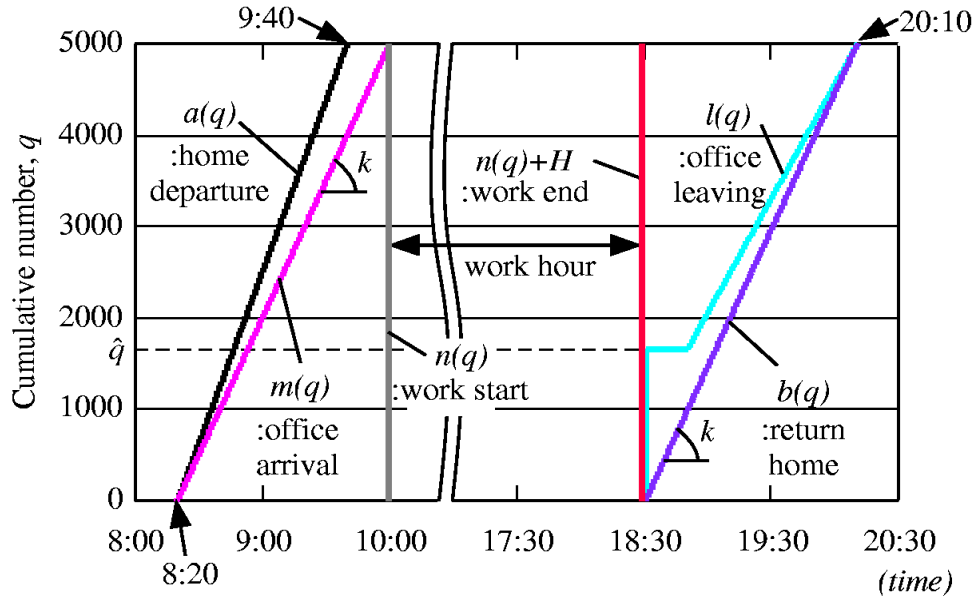 9:40
20:10
5000
4000
3000
2000
q̂
1000
0
Cumulative number, q
a(q)
:home
departure
k
n(q)+H
:work end
l(q)
:office
leaving
work hour
m(q)
:office
arrival
n(q)
:work start
k
b(q)
:return
home
8:00
9:00
10:00
17:30
18:30
19:30
20:30
8:20
(time)